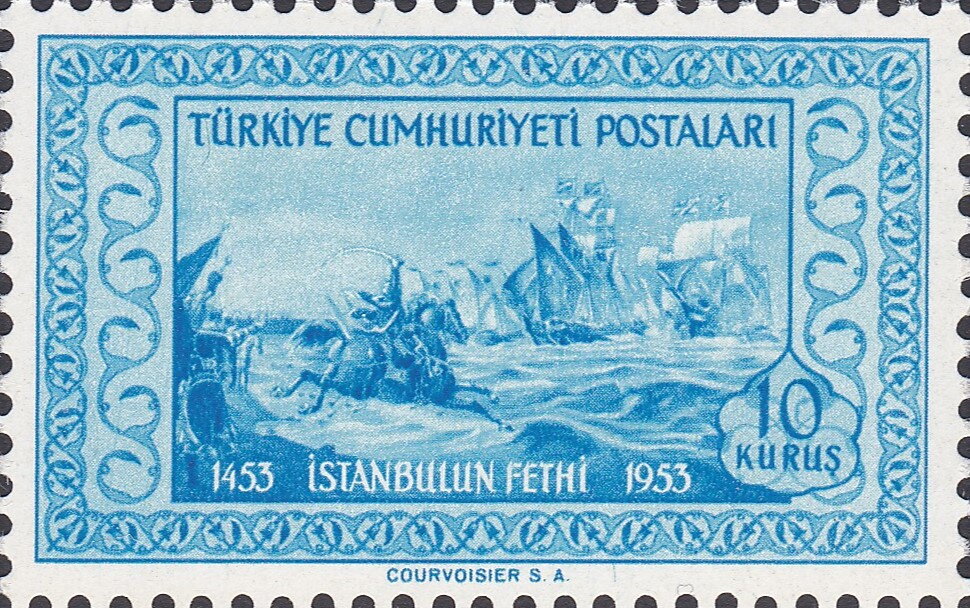 TÜRKİYE CUMHURİYETİ POSTALARI
10
KURUŞ
1453 İSTANBULUN FETHİ 1953
COURVOISIER S. A.